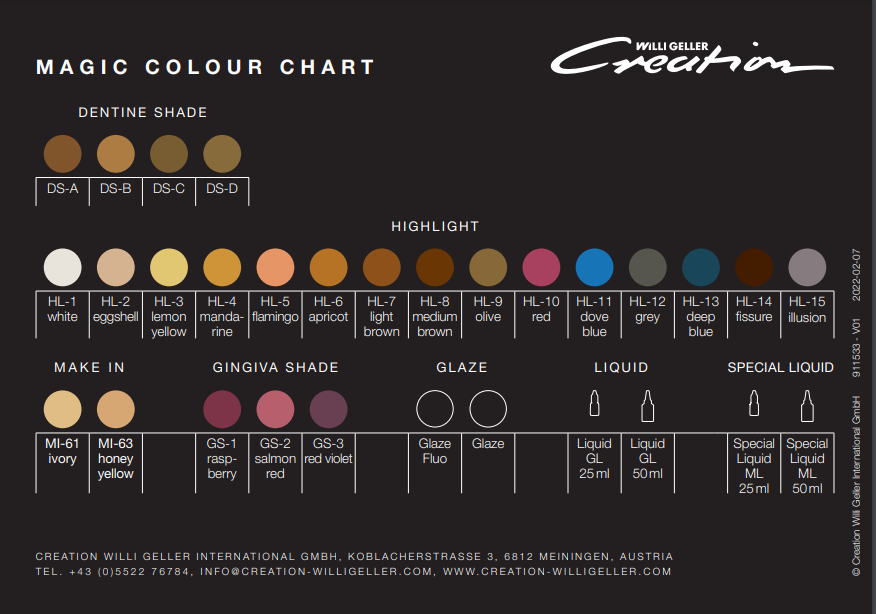 MAGIC COLOUR CHART
WILLI GELLER
Creation
DENTINE SHADE
DS-A DS-B DS-C DS-D
HIGHLIGHT
HL-1 HL-2 HL-3 HL-4 HL-5 HL-6 HL-7 HL-8 HL-9 HL-10 HL-11 HL-12 HL-13 HL-14 HL-15
white eggshell lemon manda- flamingo apricot light medium olive red dove grey deep fissure illusion
yellow rine brown brown blue blue
MAKE IN GINGIVA SHADE GLAZE LIQUID SPECIAL LIQUID
MI-61 MI-63 GS-1 GS-2 GS-3 Glaze Glaze Liquid Liquid Special Special
ivory honey rasp- salmon red violet Fluo GL GL Liquid Liquid
yellow berry red 25 ml 50 ml ML ML
25 ml 50 ml
CREATION WILLI GELLER INTERNATIONAL GMBH, KOBLACHERSTRASSE 3, 6812 MEININGEN, AUSTRIA
TEL. +43 (0)5522 76784, INFO@CREATION-WILLIGELLER.COM, WWW.CREATION-WILLIGELLER.COM
© Creation Willi Geller International GmbH 911533 - V01 2022-02-07